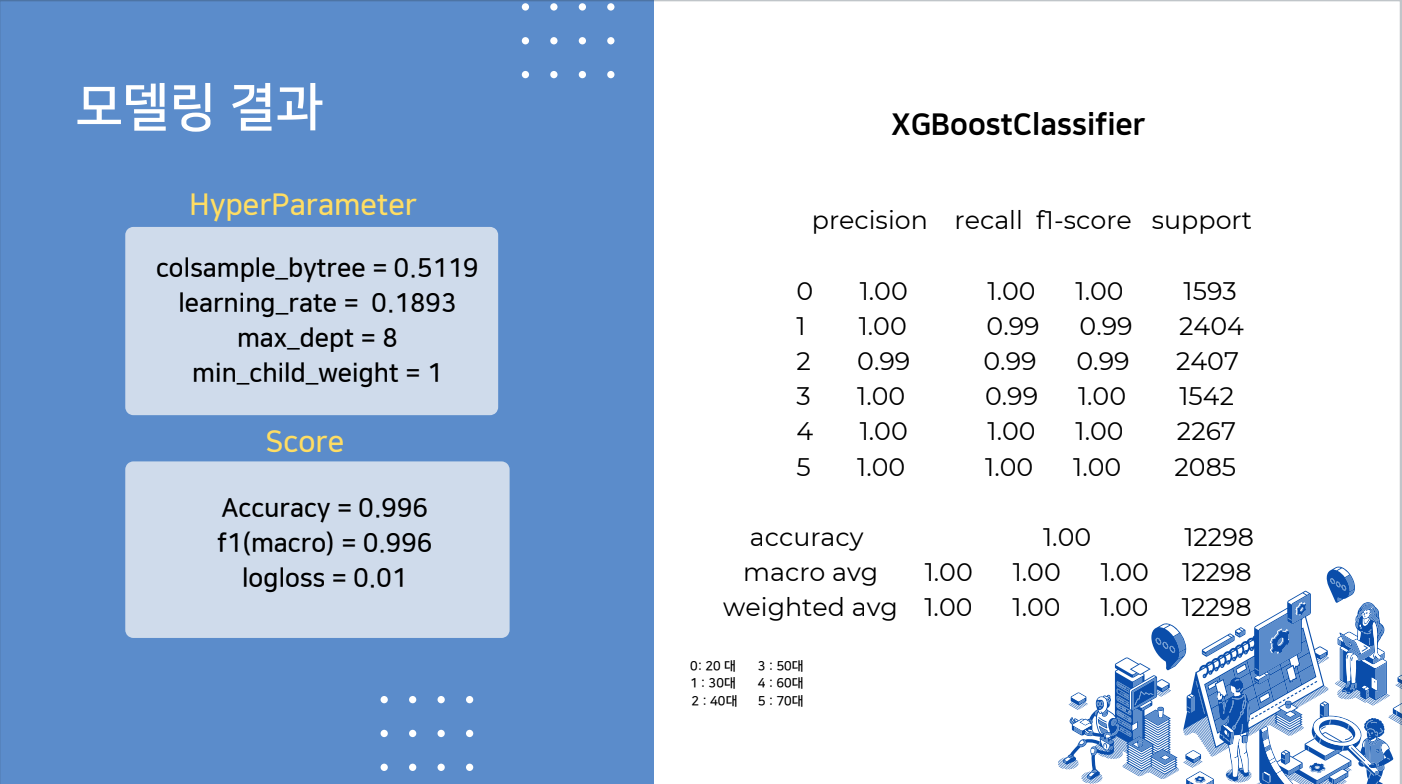 모델링 결과
HyperParameter
colsample_bytree = 0.5119
learning_rate = 0.1893
max_dept = 8
min_child_weight = 1
Score
Accuracy = 0.996
f1(macro) = 0.996
logloss = 0.01
XGBoostClassifier
precision recall f1-score support
0 1.00 1.00 1.00 1593
1 1.00 0.99 0.99 2404
2 0.99 0.99 0.99 2407
3 1.00 0.99 1.00 1542
4 1.00 1.00 1.00 2267
5 1.00 1.00 1.00 2085
accuracy 1.00 12298
macro avg 1.00 1.00 1.00 12298
weighted avg 1.00 1.00 1.00 12298
0: 20 대 3 : 50대
1 : 30대 4 : 60대
2 : 40대 5 : 70대